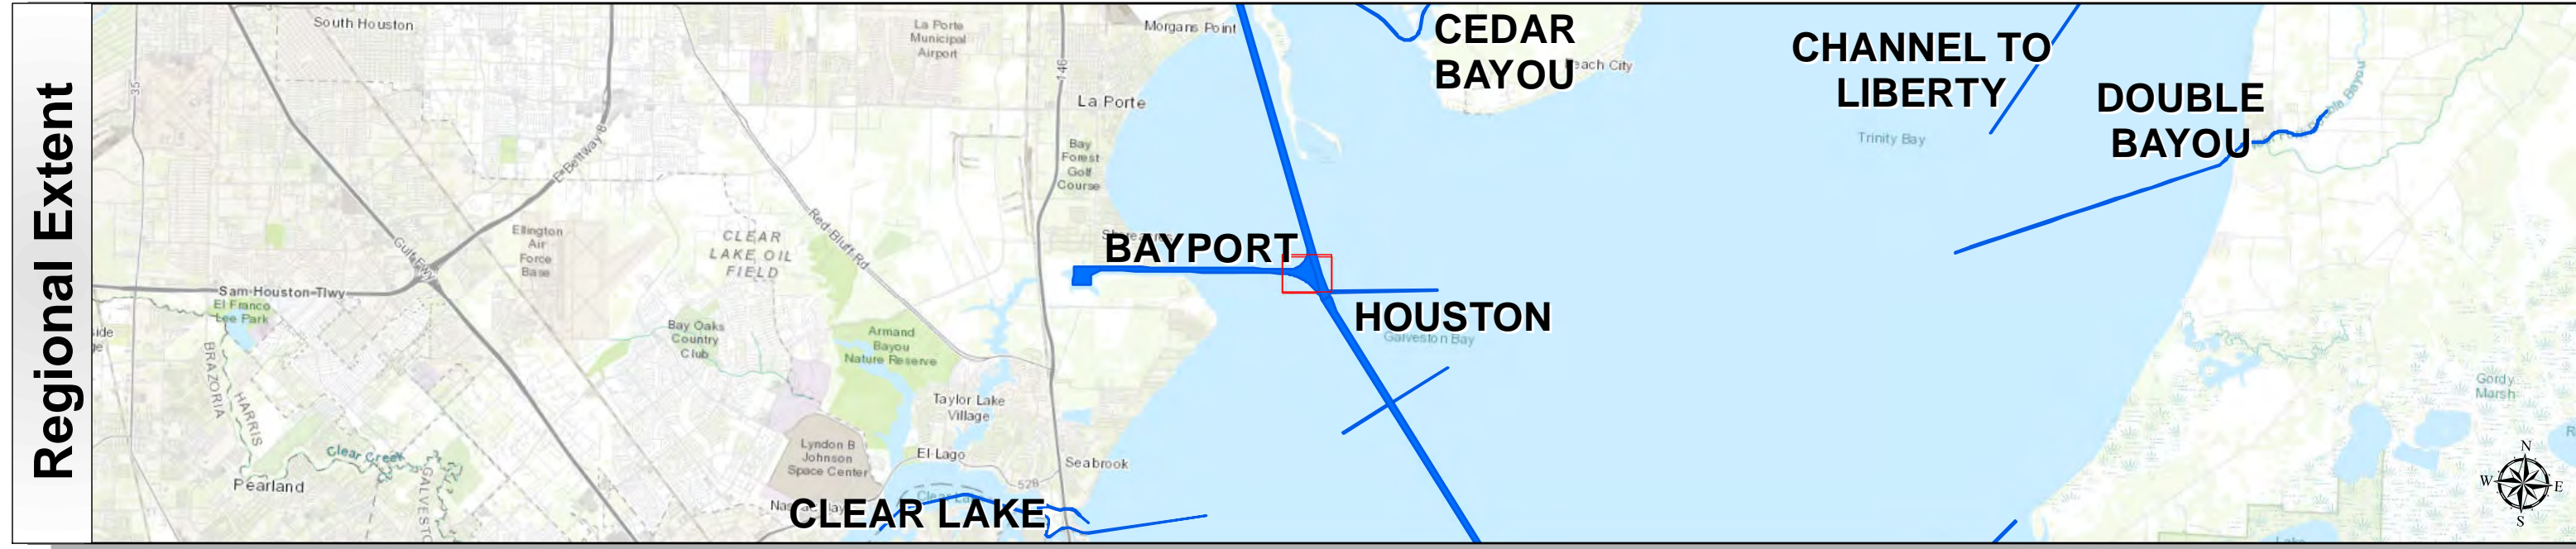 Regional Extent
South Houston
La Porte
Municipal
Airport
Morgans Point
CEDAR
BAYOU
Beach City
CHANNEL TO
LIBERTY
Trinity Bay
DOUBLE
BAYOU
Double Bayou
35
146
La Porte
Bay
Forest
Golf
Course
E-Beltway-8
Red-Bluff-Rd
Gulf-Fwy
Ellington
Air
Force
Base
CLEAR
LAKE OIL
FIELD
BAYPORT
HOUSTON
Galveston Bay
Sam-Houston-Tlwy
El Franco
Lee Park
BRAZORIA
HARRIS
Bay Oaks
Country
Club
Armand
Bayou
Nature Reserve
Taylor Lake
Village
Lyndon B
Johnson
Space Center
El-Lago
Seabrook
528
Clear Creek
Pearland
CLEAR LAKE
Gordy
Marsh
N
W
E
S